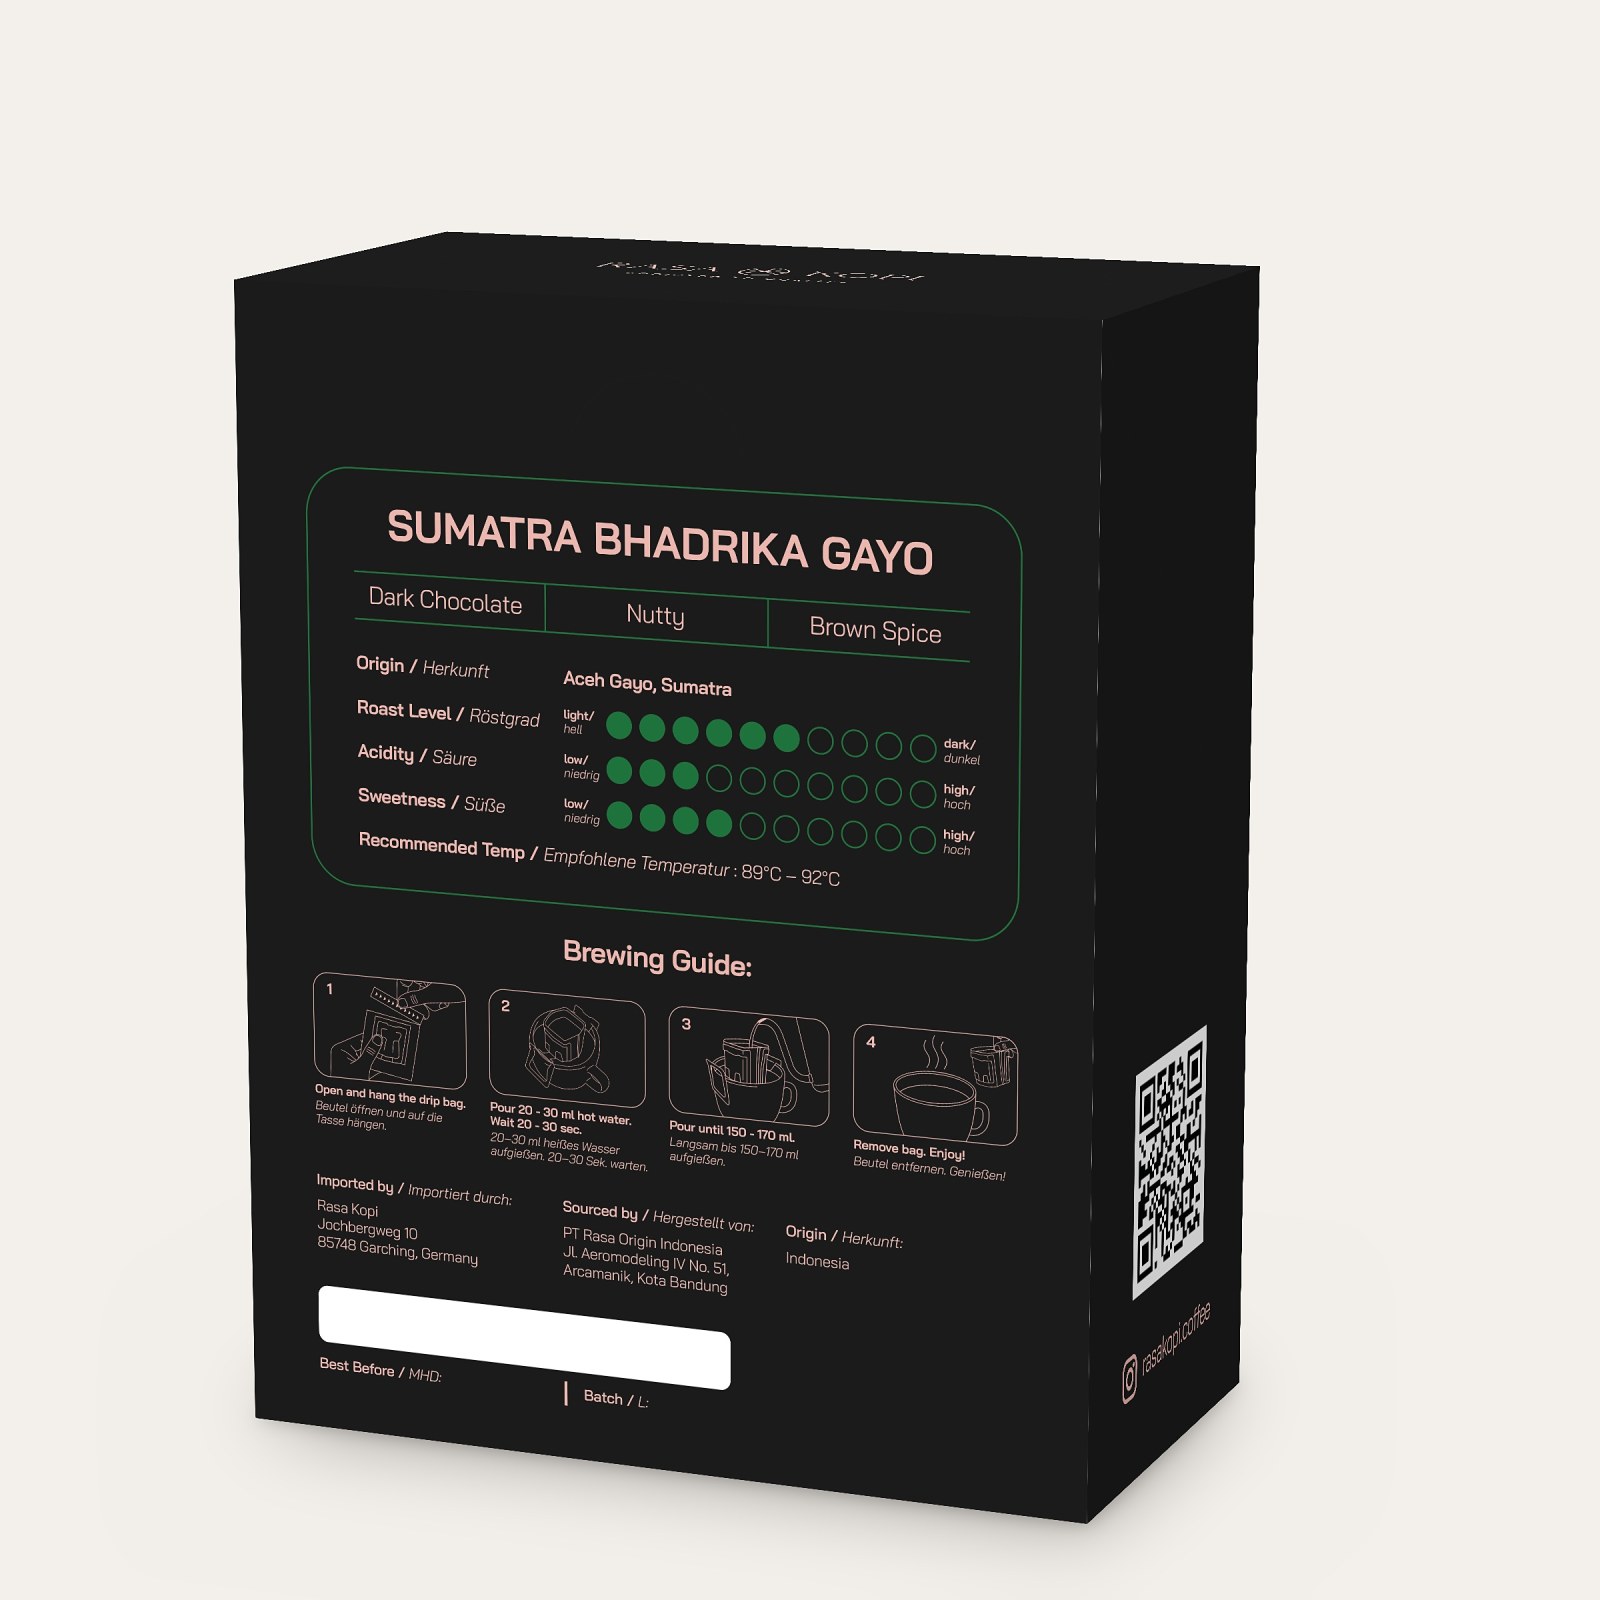 RASA KOPI
SUMATRA BHADRIKA GAYO
Dark Chocolate
Nutty
Brown Spice
Origin / Herkunft
Aceh Gayo, Sumatra
Roast Level / Röstgrad
light/
hell
dark/
dunkel
Acidity / Säure
low/
niedrig
high/
hoch
Sweetness / Süße
low/
niedrig
high/
hoch
Recommended Temp / Empfohlene Temperatur : 89°C – 92°C
Brewing Guide:
1
Open and hang the drip bag.
Beutel öffnen und auf die
Tasse hängen.
2
Pour 20 - 30 ml hot water.
Wait 20 - 30 sec.
20–30 ml heißes Wasser
aufgießen. 20–30 Sek. warten.
3
Pour until 150 - 170 ml.
Langsam bis 150–170 ml
aufgießen.
4
Remove bag. Enjoy!
Beutel entfernen. Genießen!
Imported by / Importiert durch:
Rasa Kopi
Jochbergweg 10
85748 Garching, Germany
Sourced by / Hergestellt von:
PT Rasa Origin Indonesia
Jl. Aeromodeling IV No. 51,
Arcamanik, Kota Bandung
Origin / Herkunft:
Indonesia
Best Before / MHD:
Batch / L:
rasakopi.coffee